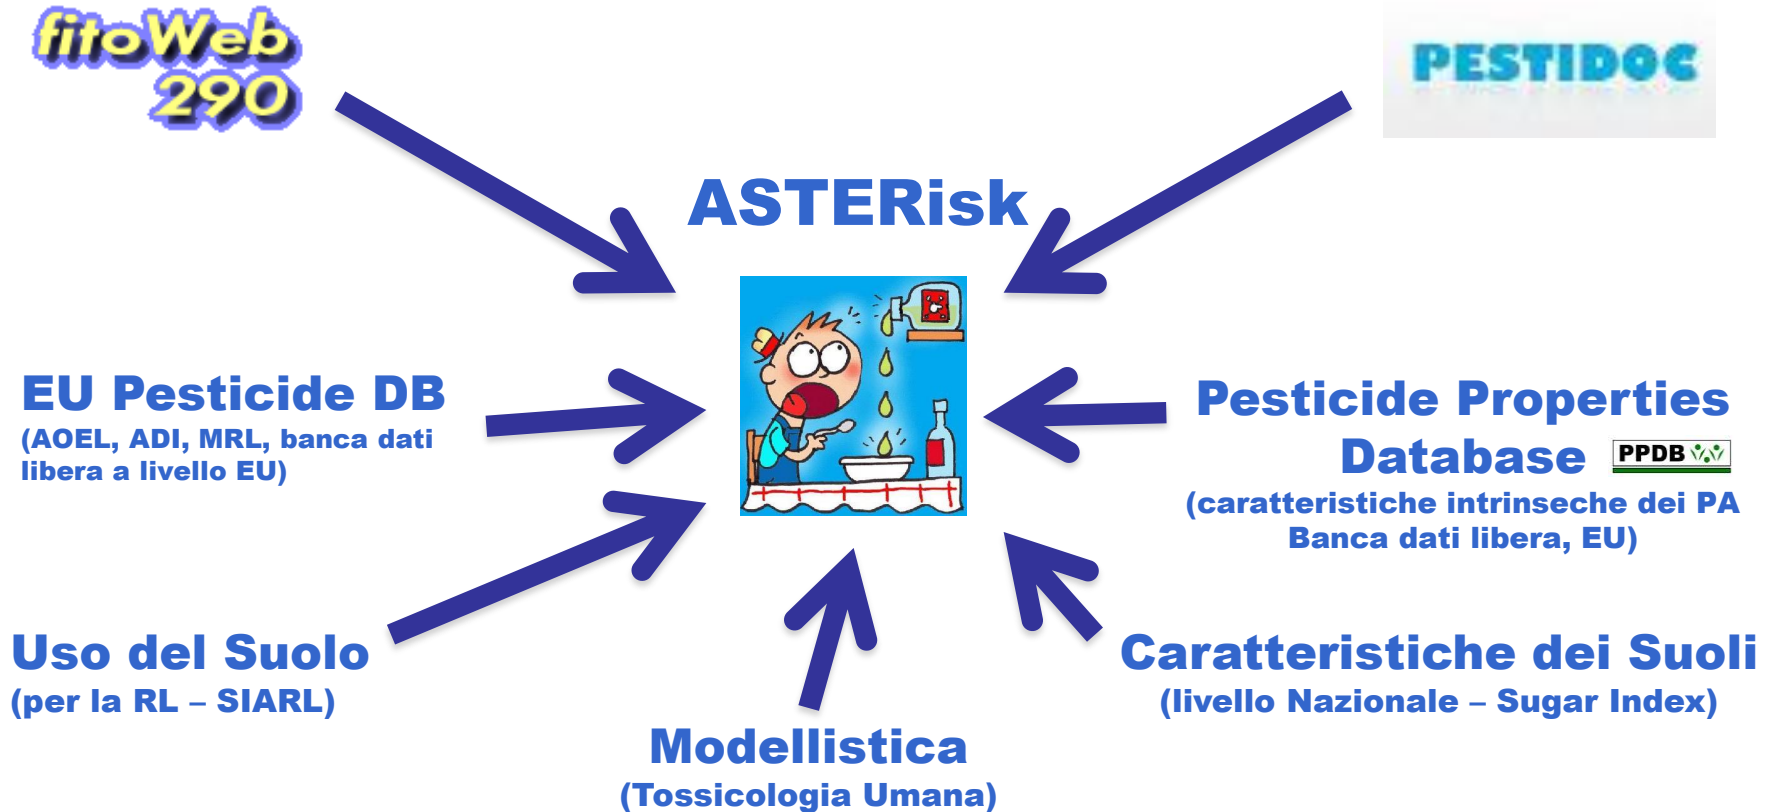 fitoWeb
290
PESTIDOC
ASTERisk
EU Pesticide DB
(AOEL, ADI, MRL, banca dati
libera a livello EU)
Pesticide Properties
Database PPDB
(caratteristiche intrinseche dei PA
Banca dati libera, EU)
Uso del Suolo
(per la RL – SIARL)
Caratteristiche dei Suoli
(livello Nazionale – Sugar Index)
Modellistica
(Tossicologia Umana)